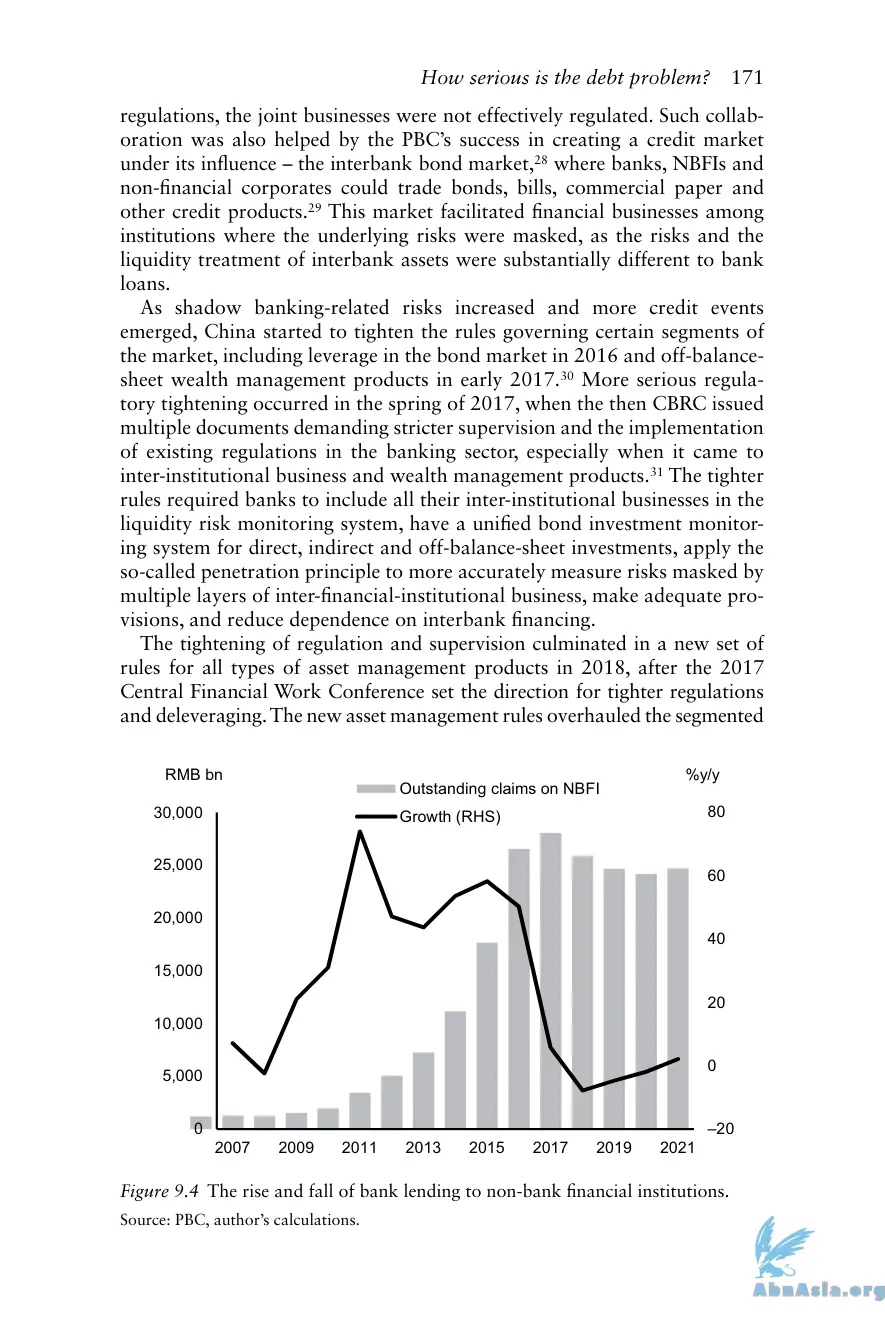 How serious is the debt problem? 171
regulations, the joint businesses were not effectively regulated. Such collab-
oration was also helped by the PBC’s success in creating a credit market
under its influence – the interbank bond market,28 where banks, NBFIs and
non-financial corporates could trade bonds, bills, commercial paper and
other credit products.29 This market facilitated financial businesses among
institutions where the underlying risks were masked, as the risks and the
liquidity treatment of interbank assets were substantially different to bank
loans.
As shadow banking-related risks increased and more credit events
emerged, China started to tighten the rules governing certain segments of
the market, including leverage in the bond market in 2016 and off-balance-
sheet wealth management products in early 2017.30 More serious regula-
tory tightening occurred in the spring of 2017, when the then CBRC issued
multiple documents demanding stricter supervision and the implementation
of existing regulations in the banking sector, especially when it came to
inter-institutional business and wealth management products.31 The tighter
rules required banks to include all their inter-institutional businesses in the
liquidity risk monitoring system, have a unified bond investment monitor-
ing system for direct, indirect and off-balance-sheet investments, apply the
so-called penetration principle to more accurately measure risks masked by
multiple layers of inter-financial-institutional business, make adequate pro-
visions, and reduce dependence on interbank financing.
The tightening of regulation and supervision culminated in a new set of
rules for all types of asset management products in 2018, after the 2017
Central Financial Work Conference set the direction for tighter regulations
and deleveraging. The new asset management rules overhauled the segmented
RMB bn
%y/y
Outstanding claims on NBFI
Growth (RHS)
30,000
25,000
20,000
15,000
10,000
5,000
0
80
60
40
20
0
–20
2007 2009 2011 2013 2015 2017 2019 2021
Figure 9.4 The rise and fall of bank lending to non-bank financial institutions.
Source: PBC, author’s calculations.
AbnAsia.org